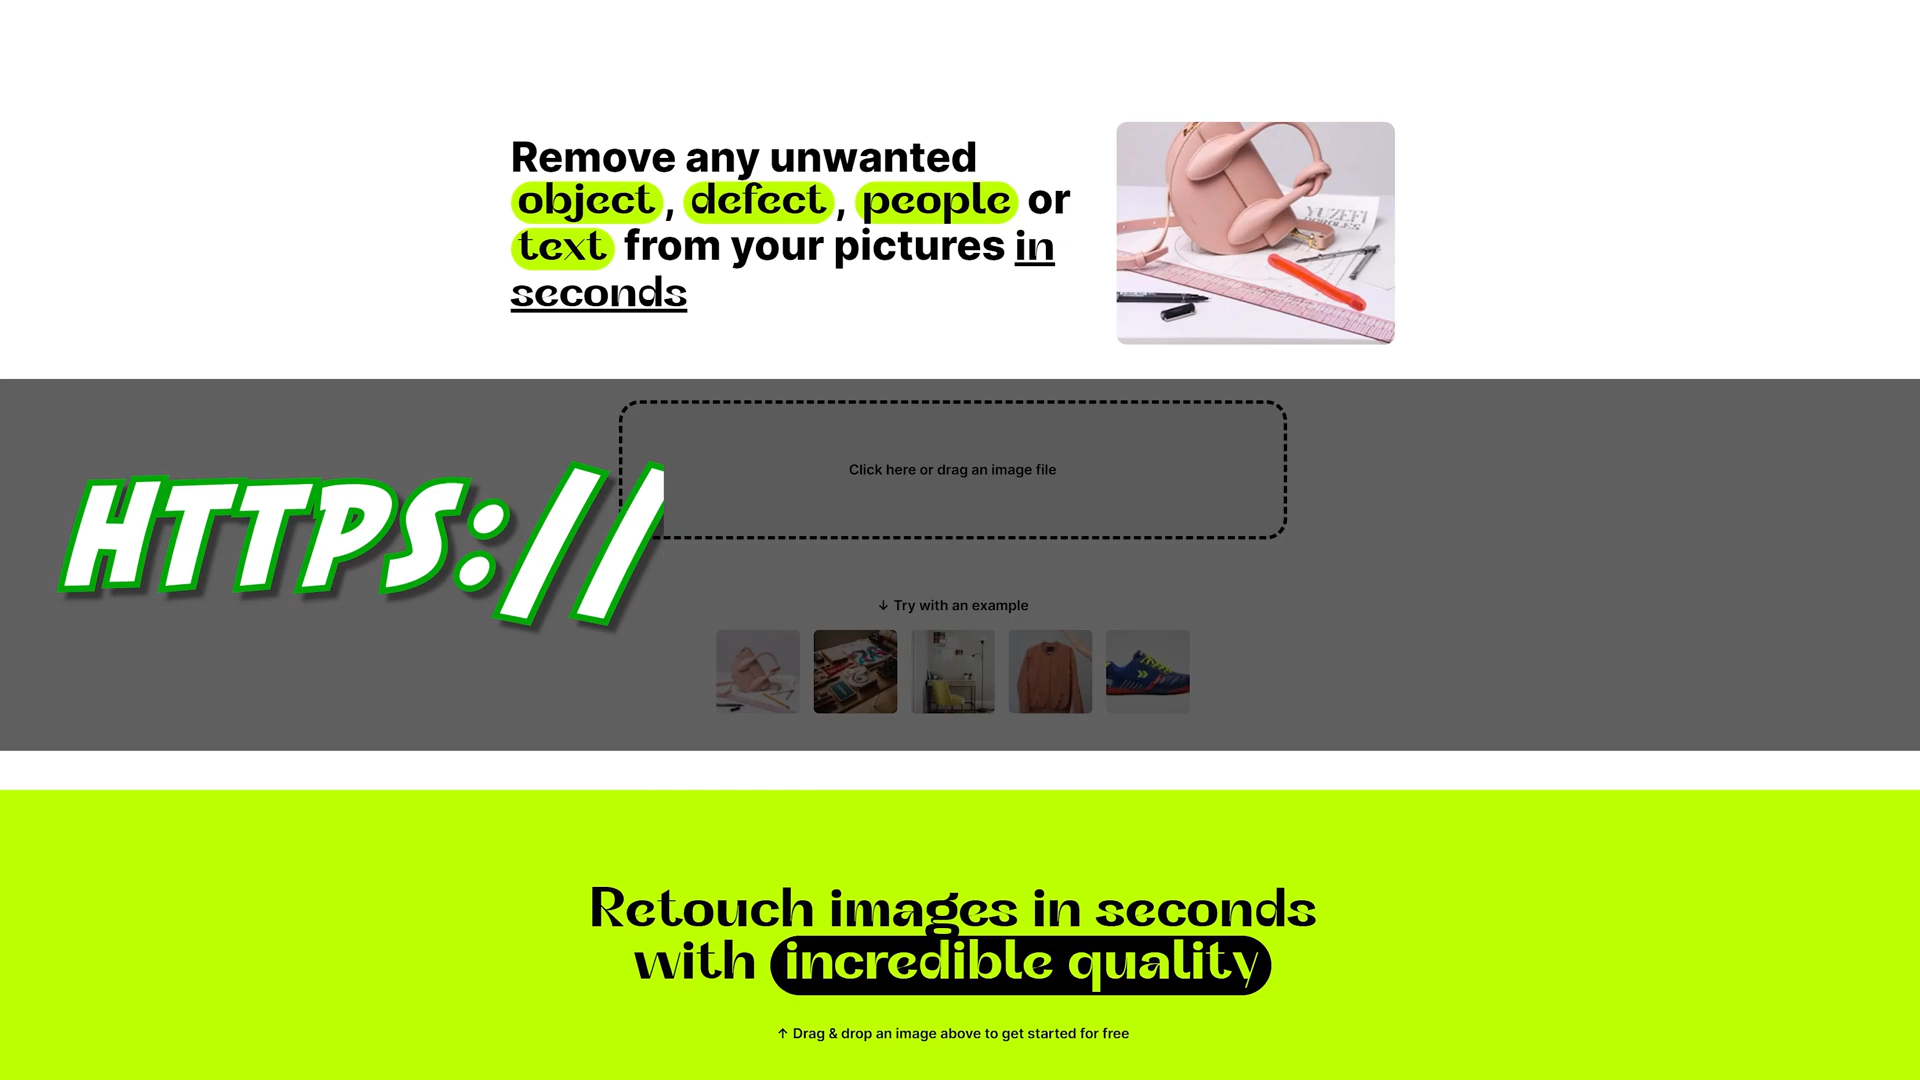 Remove any unwanted
object, defect, people or
text from your pictures in
seconds
YUZEFI
Click here or drag an image file
HTTPS://
↓ Try with an example
Retouch images in seconds
with incredible quality
↑ Drag & drop an image above to get started for free